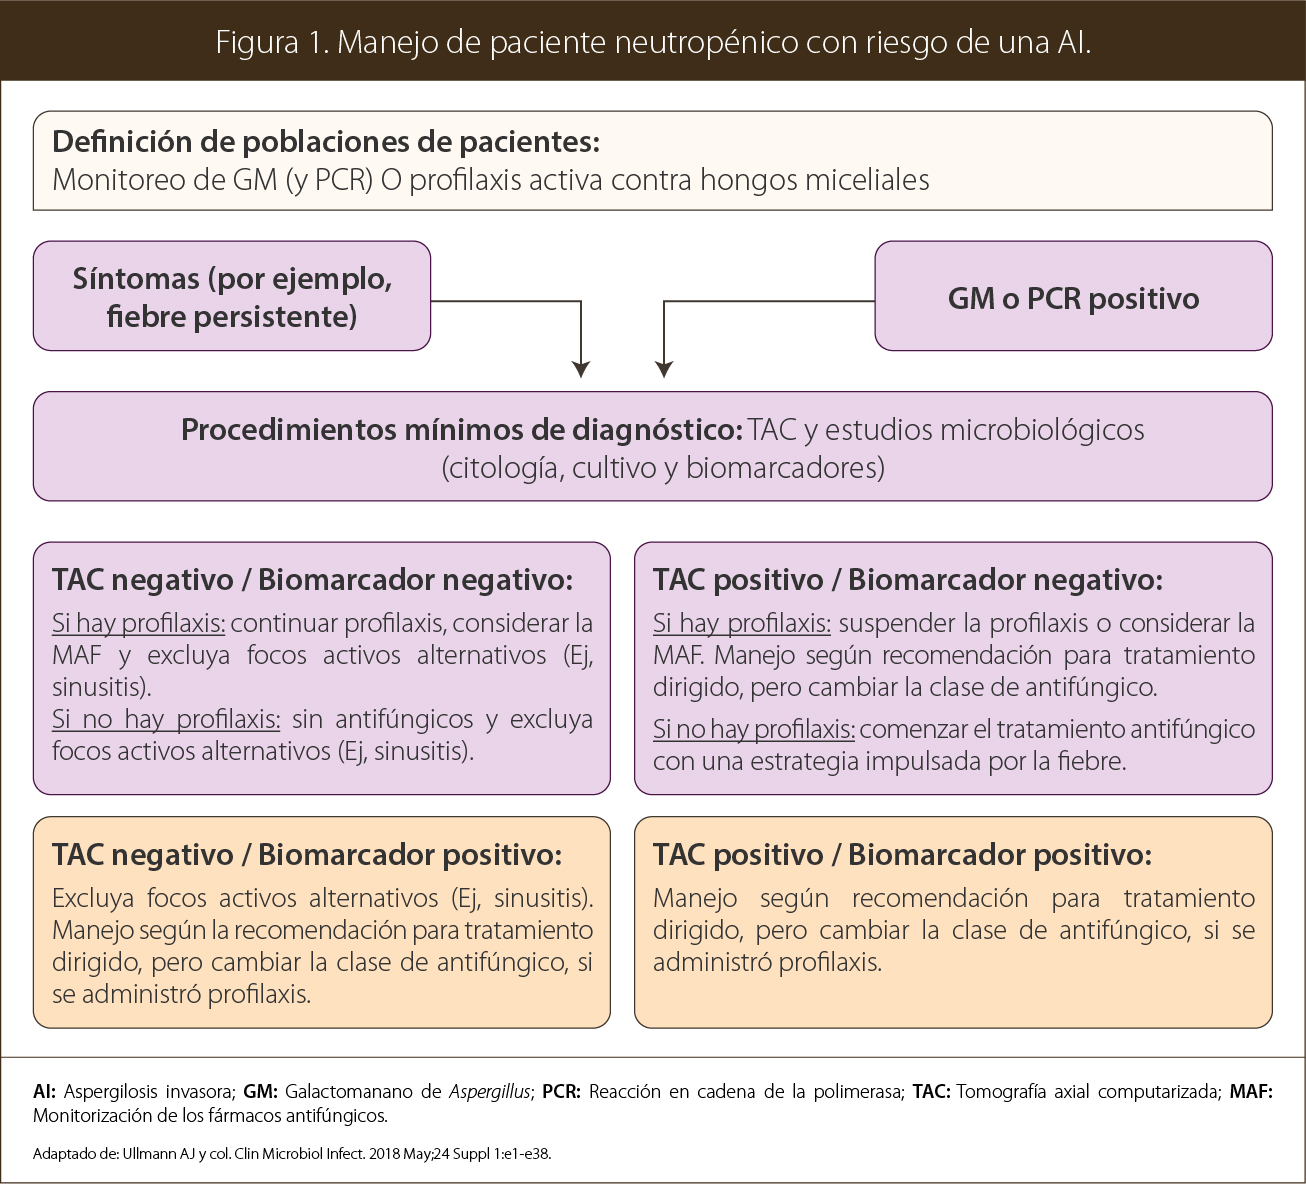 Figura 1. Manejo de paciente neutropénico con riesgo de una AI.
Definición de poblaciones de pacientes:
Monitoreo de GM (y PCR) O profilaxis activa contra hongos miceliales
Síntomas (por ejemplo,
fiebre persistente)
GM o PCR positivo
Procedimientos mínimos de diagnóstico: TAC y estudios microbiológicos
(citología, cultivo y biomarcadores)
TAC negativo / Biomarcador negativo:
Si hay profilaxis: continuar profilaxis, considerar la
MAF y excluya focos activos alternativos (Ej,
sinusitis).
Si no hay profilaxis: sin antifúngicos y excluya
focos activos alternativos (Ej, sinusitis).
TAC positivo / Biomarcador negativo:
Si hay profilaxis: suspender la profilaxis o considerar la
MAF. Manejo según recomendación para tratamiento
dirigido, pero cambiar la clase de antifúngico.
Si no hay profilaxis: comenzar el tratamiento antifúngico
con una estrategia impulsada por la fiebre.
TAC negativo / Biomarcador positivo:
Excluya focos activos alternativos (Ej, sinusitis).
Manejo según la recomendación para tratamiento
dirigido, pero cambiar la clase de antifúngico, si
se administró profilaxis.
TAC positivo / Biomarcador positivo:
Manejo según recomendación para tratamiento
dirigido, pero cambiar la clase de antifúngico, si se
administró profilaxis.
AI: Aspergilosis invasora; GM: Galactomanano de Aspergillus; PCR: Reacción en cadena de la polimerasa; TAC: Tomografía axial computarizada; MAF:
Monitorización de los fármacos antifúngicos.
Adaptado de: Ullmann AJ y col. Clin Microbiol Infect. 2018 May;24 Suppl 1:e1-e38.